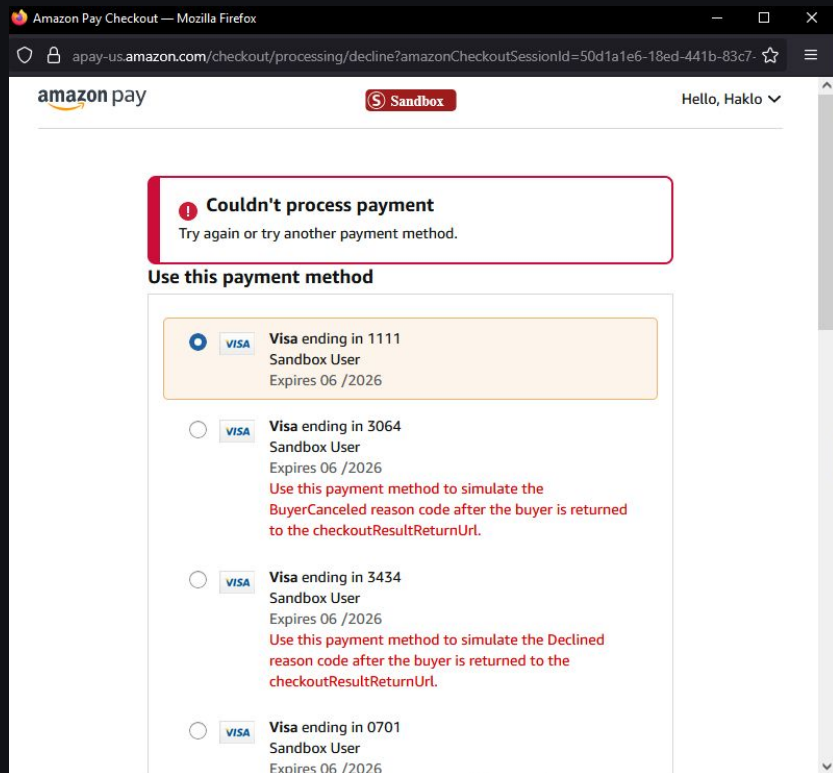 Amazon Pay Checkout — Mozilla Firefox
apay-us.amazon.com/checkout/processing/decline?amazonCheckoutSessionId=50d1a1e6-18ed-441b-83c7-
amazon pay
S Sandbox
Hello, Haklo
Couldn't process payment
Try again or try another payment method.
Use this payment method
VISA
Visa ending in 1111
Sandbox User
Expires 06 /2026
VISA
Visa ending in 3064
Sandbox User
Expires 06 /2026
Use this payment method to simulate the
BuyerCanceled reason code after the buyer is returned
to the checkoutResultReturnUrl.
VISA
Visa ending in 3434
Sandbox User
Expires 06 /2026
Use this payment method to simulate the Declined
reason code after the buyer is returned to the
checkoutResultReturnUrl.
VISA
Visa ending in 0701
Sandbox User
Expires 06 /2026